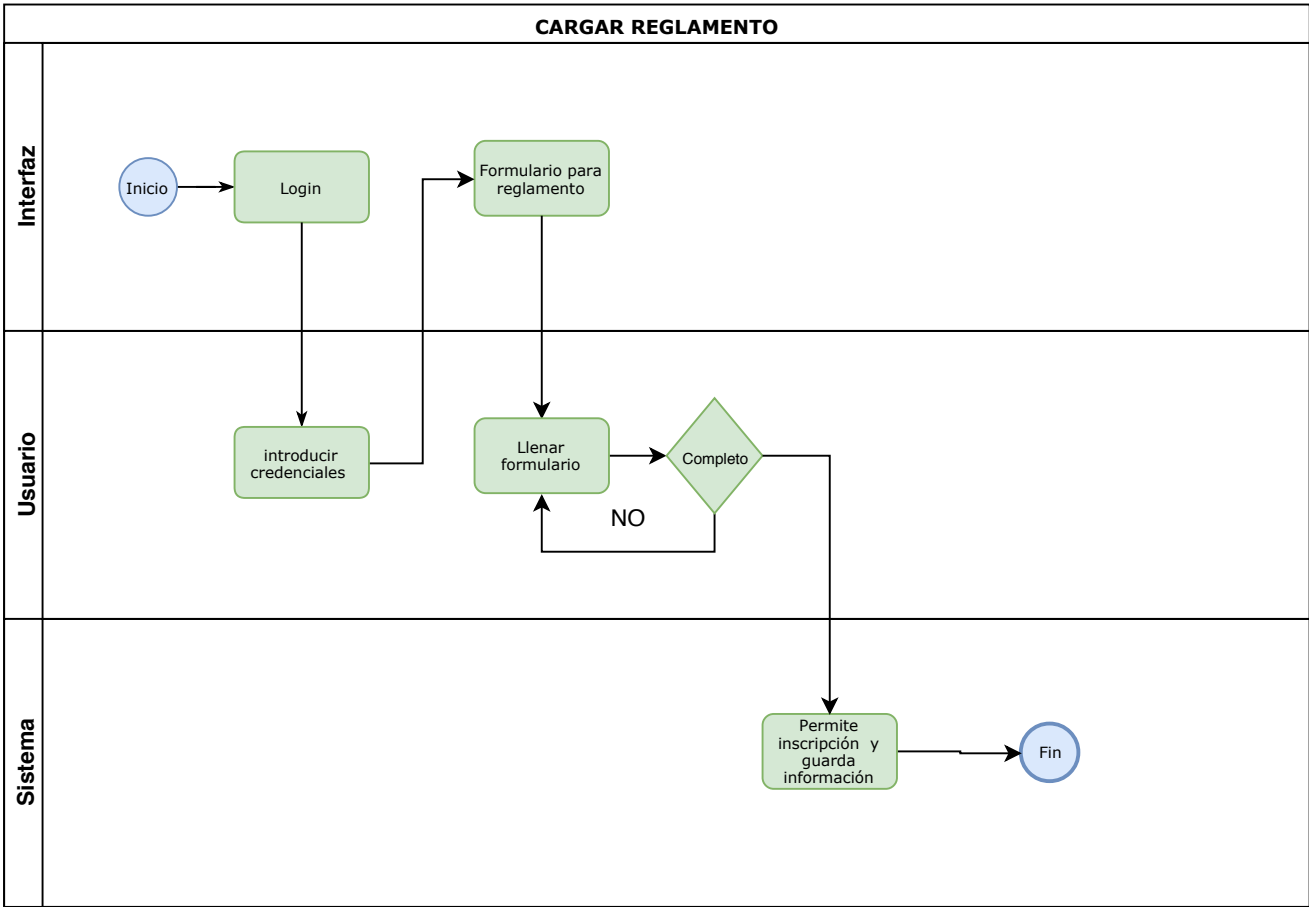 CARGAR REGLAMENTO
Interfaz
Inicio
Login
Formulario para
reglamento
Usuario
introducir
credenciales
Llenar
formulario
Completo
NO
Sistema
Permite
inscripción y
guarda
información
Fin